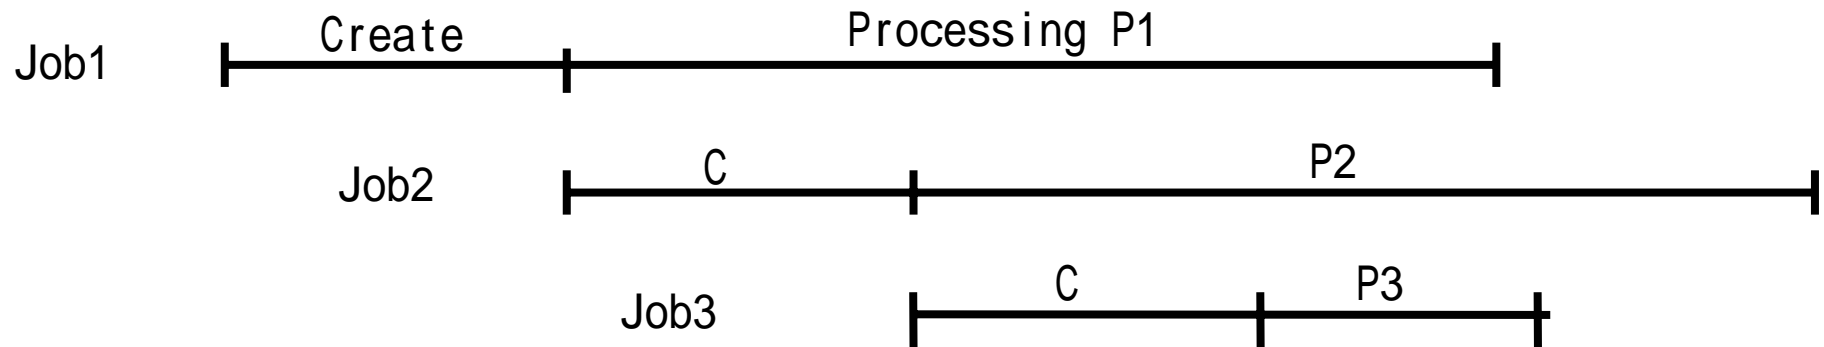 Create Processing P1
Job1
C P2
Job2
C P3
Job3